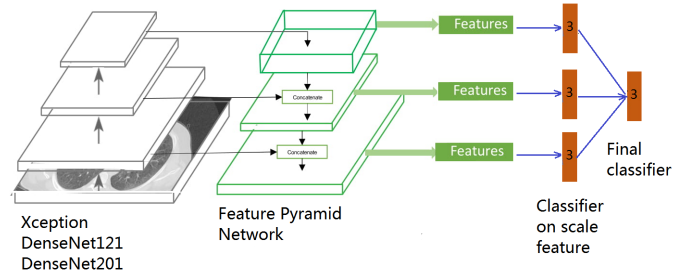 Features
3
Concatenate
Features
3
3
Concatenate
Features
3
Final
classifier
Xception
DenseNet121
DenseNet201
Feature Pyramid
Network
Classifier
on scale
feature